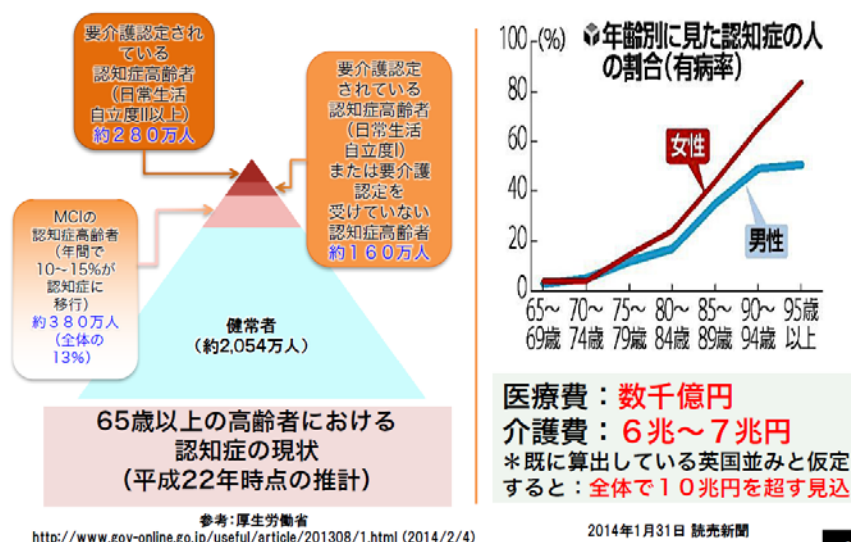 要介護認定され
ている
認知症高齢者
（日常生活
自立度II以上）
約２８０万人
要介護認定
されている
認知症高齢者
（日常生活
自立度I）
または要介護
認定を
受けていない
認知症高齢者
約１６０万人
MCIの
認知症高齢者
（年間で
10～15%が
認知症に
移行）
約３８０万人
（全体の
13%）
健常者
（約2,054万人）
65歳以上の高齢者における
認知症の現状
（平成22年時点の推計）
参考：厚生労働省
http://www.gov-online.go.jp/useful/article/201308/1.html (2014/2/4)
年齢別に見た認知症の人
の割合（有病率）
100 (%)
80
60
40
20
0
女性
男性
65～
69歳
70～
74歳
75～
79歳
80～
84歳
85～
89歳
90～
94歳
95歳
以上
医療費：数千億円
介護費：６兆～７兆円
＊既に算出している英国並みと仮定
すると：全体で１０兆円を超す見込
2014年1月31日 読売新聞